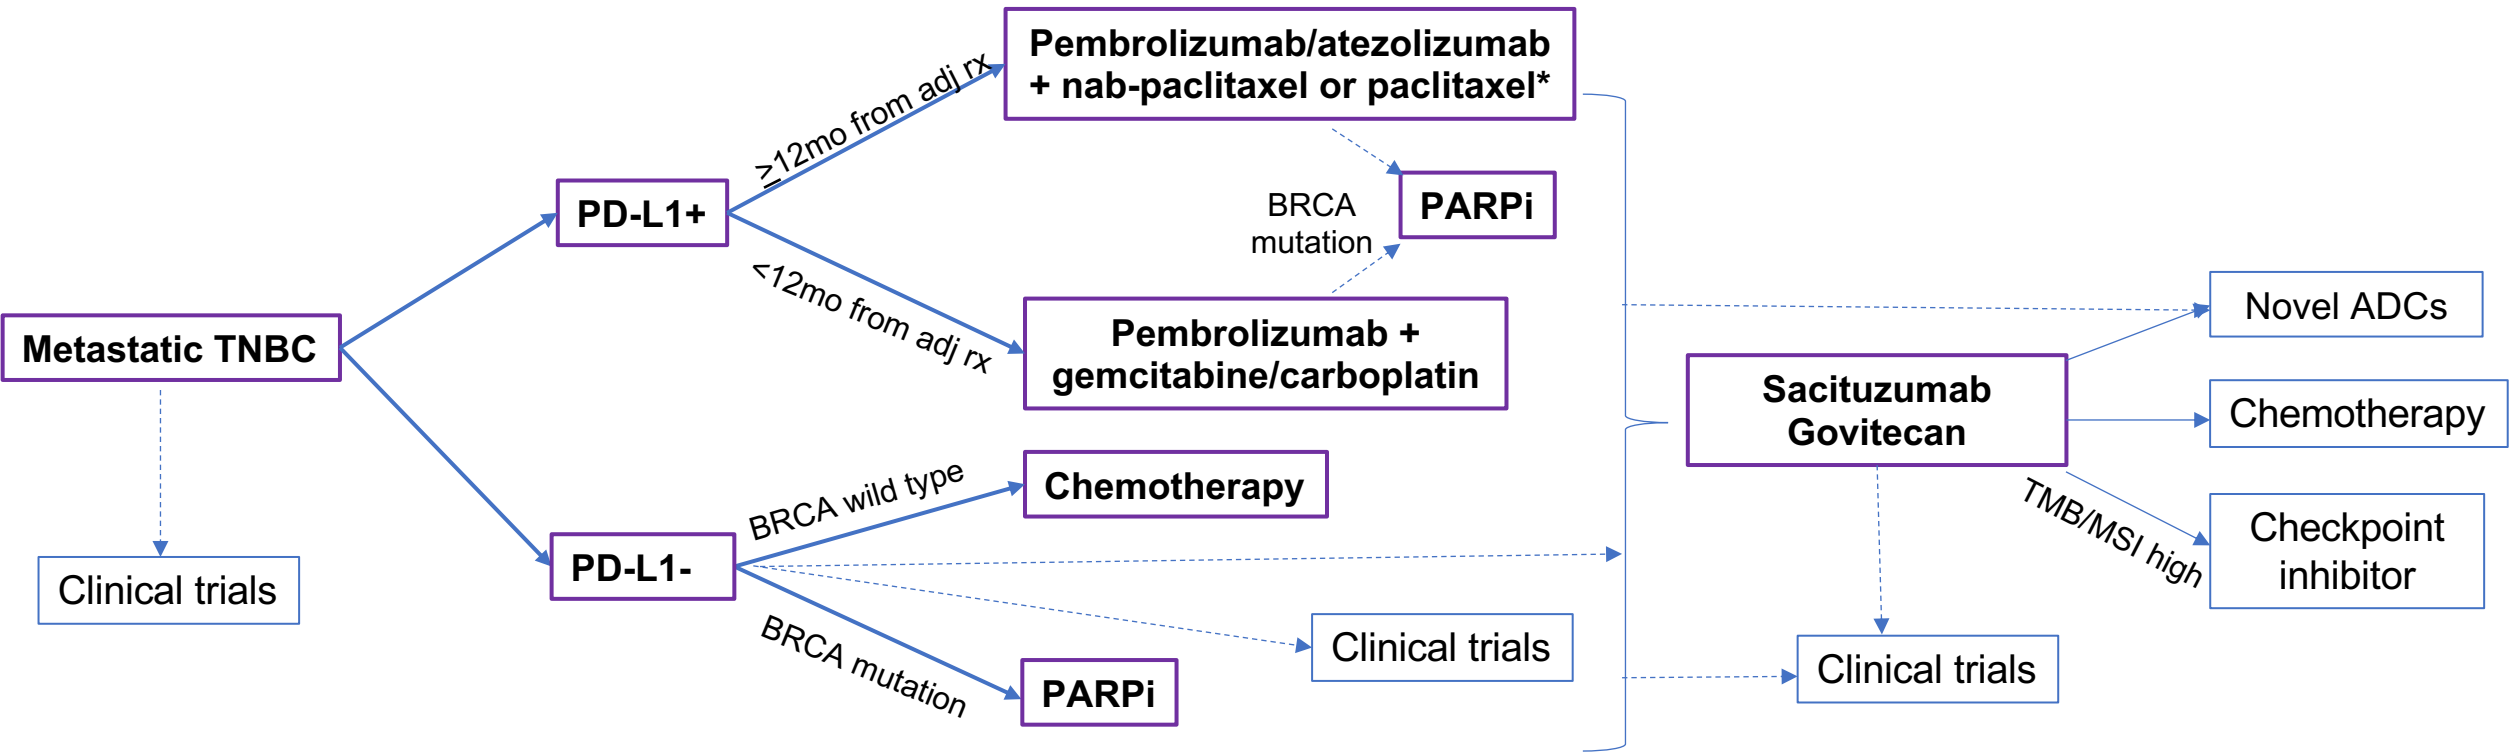 Metastatic TNBC
Clinical trials
PD-L1+
PD-L1-
≥12mo from adj rx
<12mo from adj rx
Pembrolizumab/atezolizumab
+ nab-paclitaxel or paclitaxel*
BRCA
mutation
PARPi
Pembrolizumab +
gemcitabine/carboplatin
BRCA wild type
Chemotherapy
BRCA mutation
PARPi
Clinical trials
Sacituzumab
Govitecan
Clinical trials
Novel ADCs
Chemotherapy
TMB/MSI high
Checkpoint
inhibitor